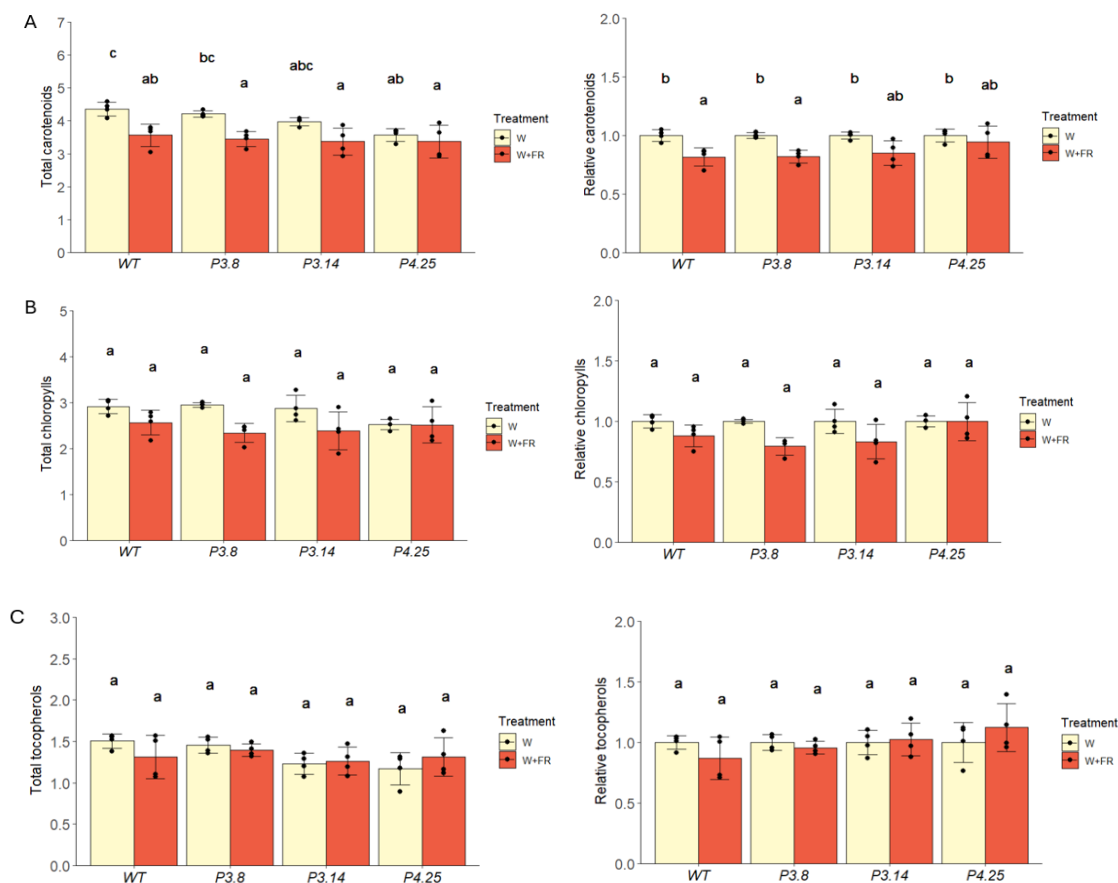 A
Total carotenoids
7
6
5
4
3
2
1
0
c
ab
bc
a
abc
a
ab
a
WT
P3.8
P3.14
P4.25
Treatment
W
W+FR
Relative carotenoids
2.0
1.5
1.0
0.5
0.0
b
a
b
a
b
ab
b
ab
WT
P3.8
P3.14
P4.25
Treatment
W
W+FR
B
Total chloropylls
5
4
3
2
1
0
a
a
a
a
a
a
a
a
WT
P3.8
P3.14
P4.25
Treatment
W
W+FR
Relative chloropylls
2.0
1.5
1.0
0.5
0.0
a
a
a
a
a
a
a
a
WT
P3.8
P3.14
P4.25
Treatment
W
W+FR
C
Total tocopherols
3.0
2.5
2.0
1.5
1.0
0.5
0.0
a
a
a
a
a
a
a
a
WT
P3.8
P3.14
P4.25
Treatment
W
W+FR
Relative tocopherols
2.0
1.5
1.0
0.5
0.0
a
a
a
a
a
a
a
a
WT
P3.8
P3.14
P4.25
Treatment
W
W+FR